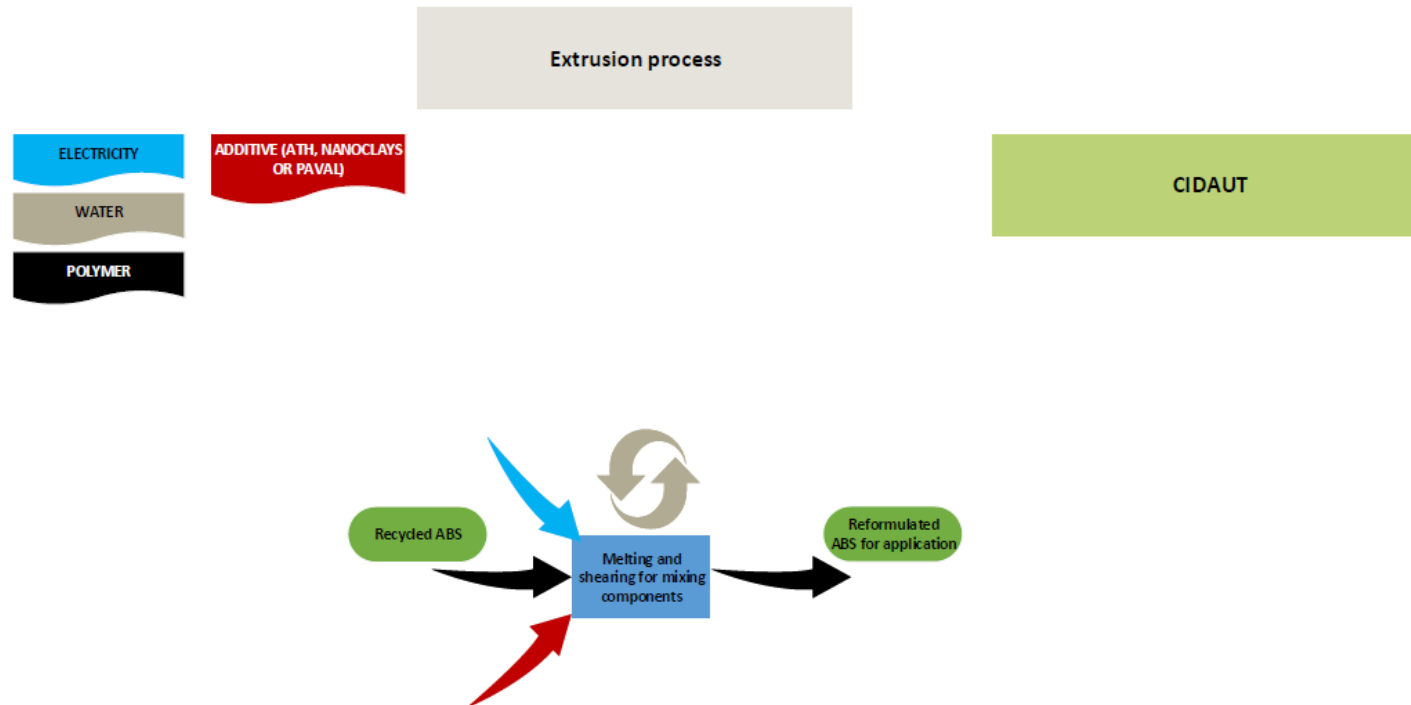 Extrusion process
ELECTRICITY
ADDITIVE (ATH, NANOCLAYS
OR PAVAL)
WATER
POLYMER
CIDAUT
Recycled ABS
Melting and
shearing for mixing
components
Reformulated
ABS for application